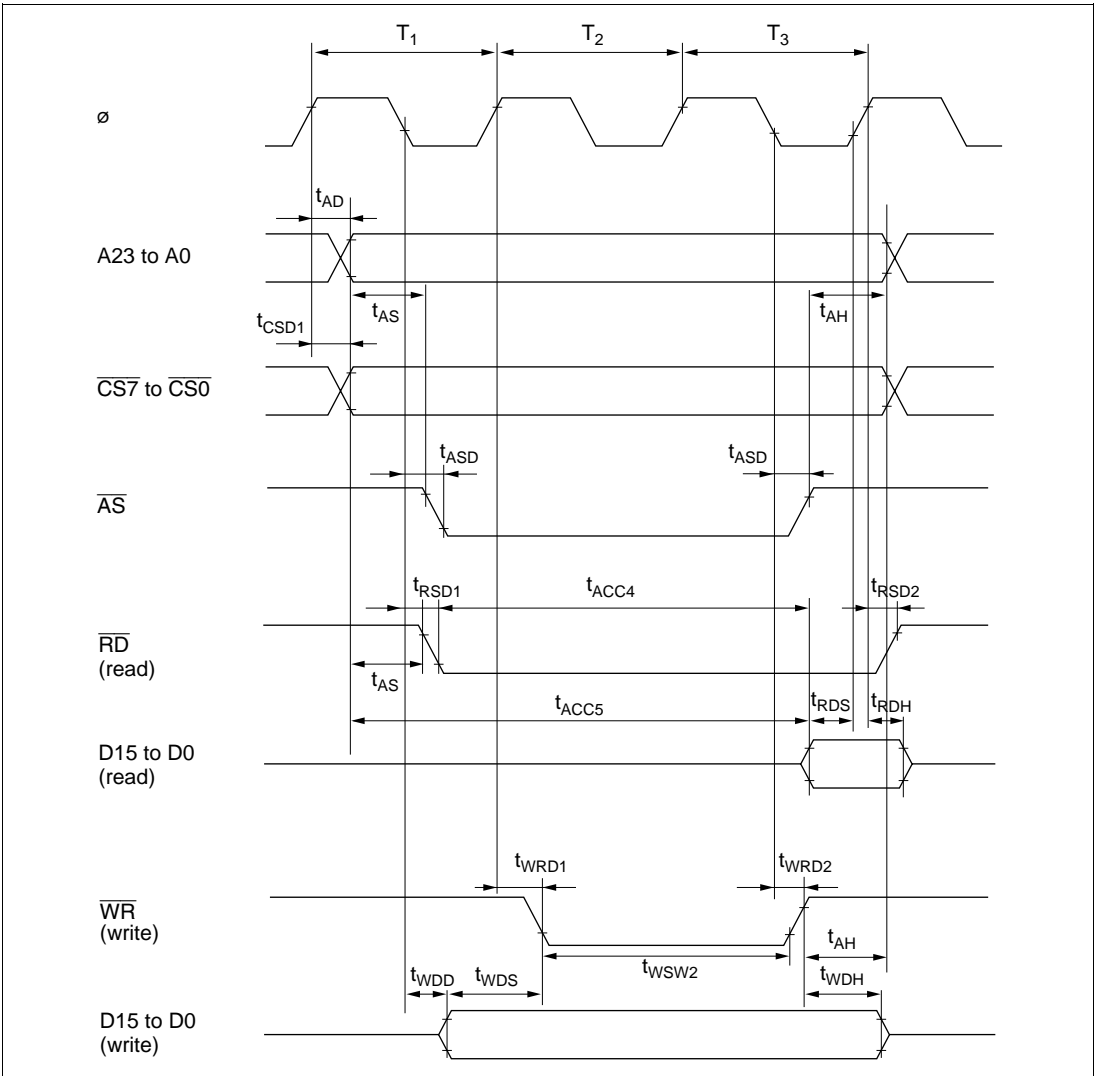 T1 T2 T3
ø
tAD
A23 to A0
tAS tAH
tCSD1
CS7 to CS0
tASD tASD
AS
tRSD1 tACC4 tRSD2
RD
(read)
tAS
tACC5 tRDS tRDH
D15 to D0
(read)
tWRD1 tWRD2
WR
(write)
tAH
tWSW2
tWDD tWDS tWDH
D15 to D0
(write)